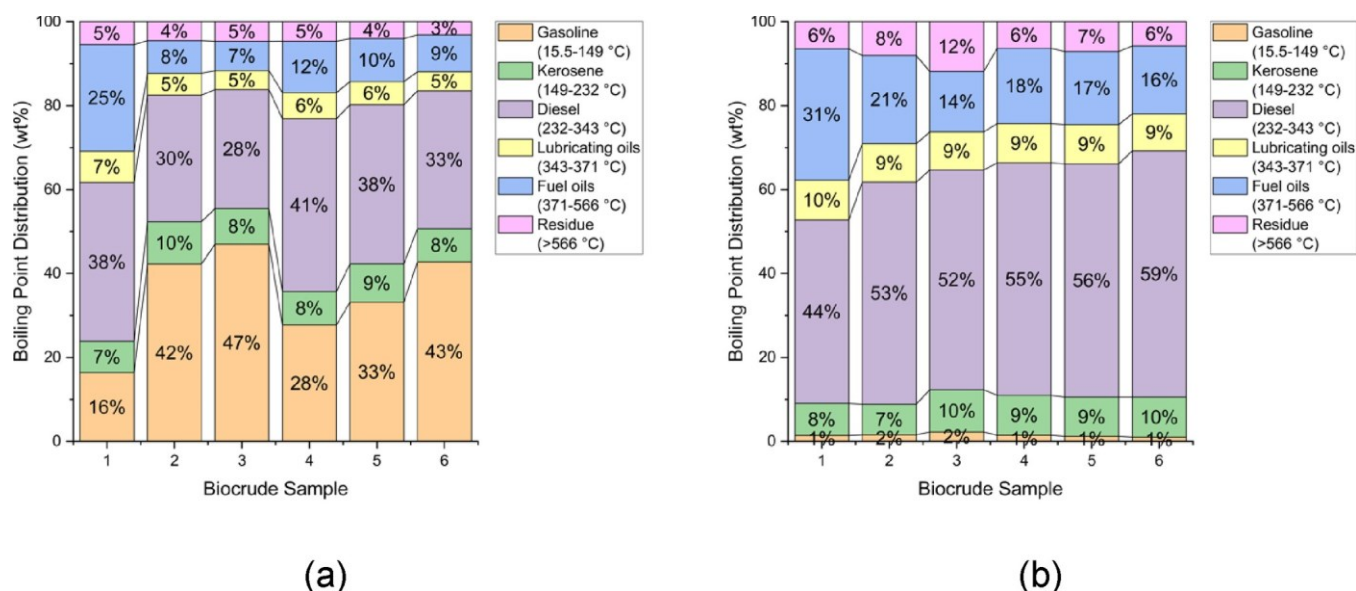 Boiling Point Distribution (wt%)
100
80
60
40
20
0
5% 4% 5% 5% 4% 3%
25% 8% 7% 12% 10% 9%
7% 5% 5% 6% 6% 5%
38% 30% 28% 41% 38% 33%
7% 10% 8% 8% 9% 8%
16% 42% 47% 28% 33% 43%
1 2 3 4 5 6
Biocrude Sample
Gasoline
(15.5-149 °C)
Kerosene
(149-232 °C)
Diesel
(232-343 °C)
Lubricating oils
(343-371 °C)
Fuel oils
(371-566 °C)
Residue
(>566 °C)
(a)
Boiling Point Distribution (wt%)
100
80
60
40
20
0
6% 8% 12% 6% 7% 6%
31% 21% 14% 18% 17% 16%
10% 9% 9% 9% 9% 9%
44% 53% 52% 55% 56% 59%
8% 7% 10% 9% 9% 10%
1% 2% 2% 1% 1% 1%
1 2 3 4 5 6
Biocrude Sample
Gasoline
(15.5-149 °C)
Kerosene
(149-232 °C)
Diesel
(232-343 °C)
Lubricating oils
(343-371 °C)
Fuel oils
(371-566 °C)
Residue
(>566 °C)
(b)